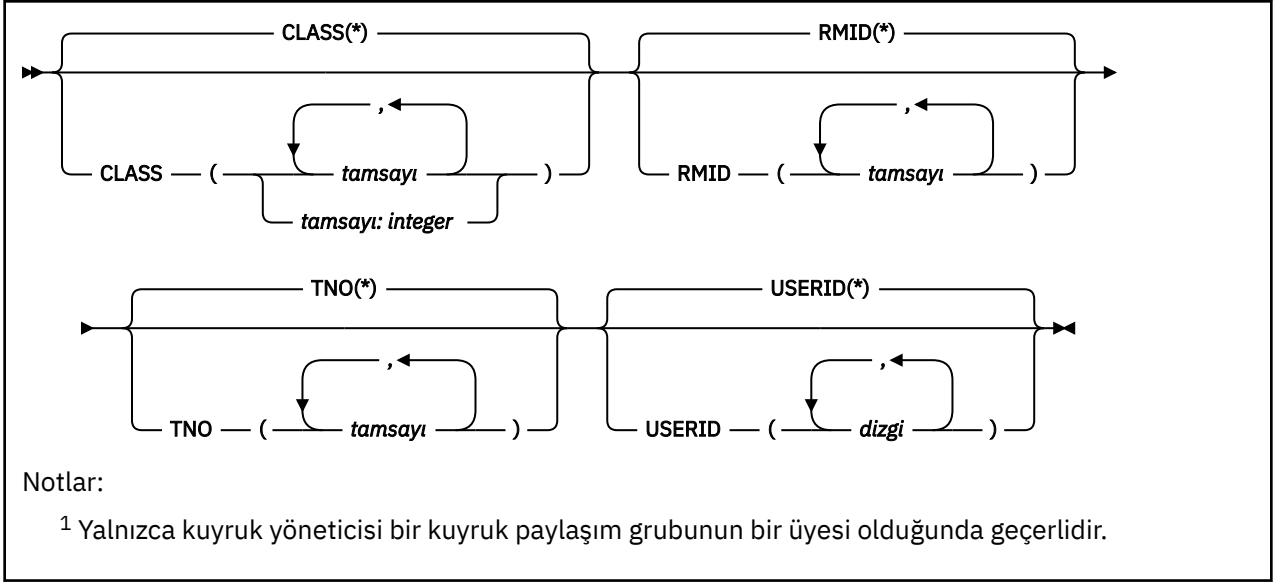 CLASS(*) RMID(*)
, ,
CLASS ( tamsayı ) RMID ( tamsayı )
tamsayı: integer
TNO(*) USERID(*)
, ,
TNO ( tamsayı ) USERID ( dizgi )
Notlar:
1 Yalnızca kuyruk yöneticisi bir kuyruk paylaşım grubunun bir üyesi olduğunda geçerlidir.